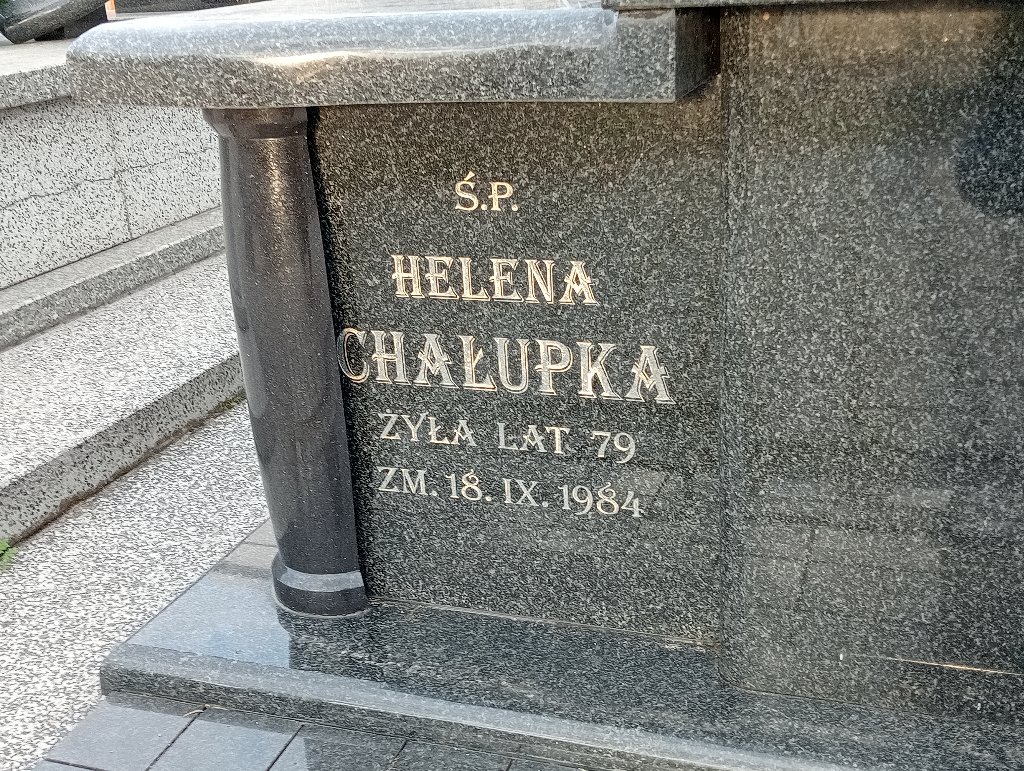 Ś.P.
HELENA
CHAŁUPKA
ZYŁA LAT 79
ZM. 18. IX. 1984